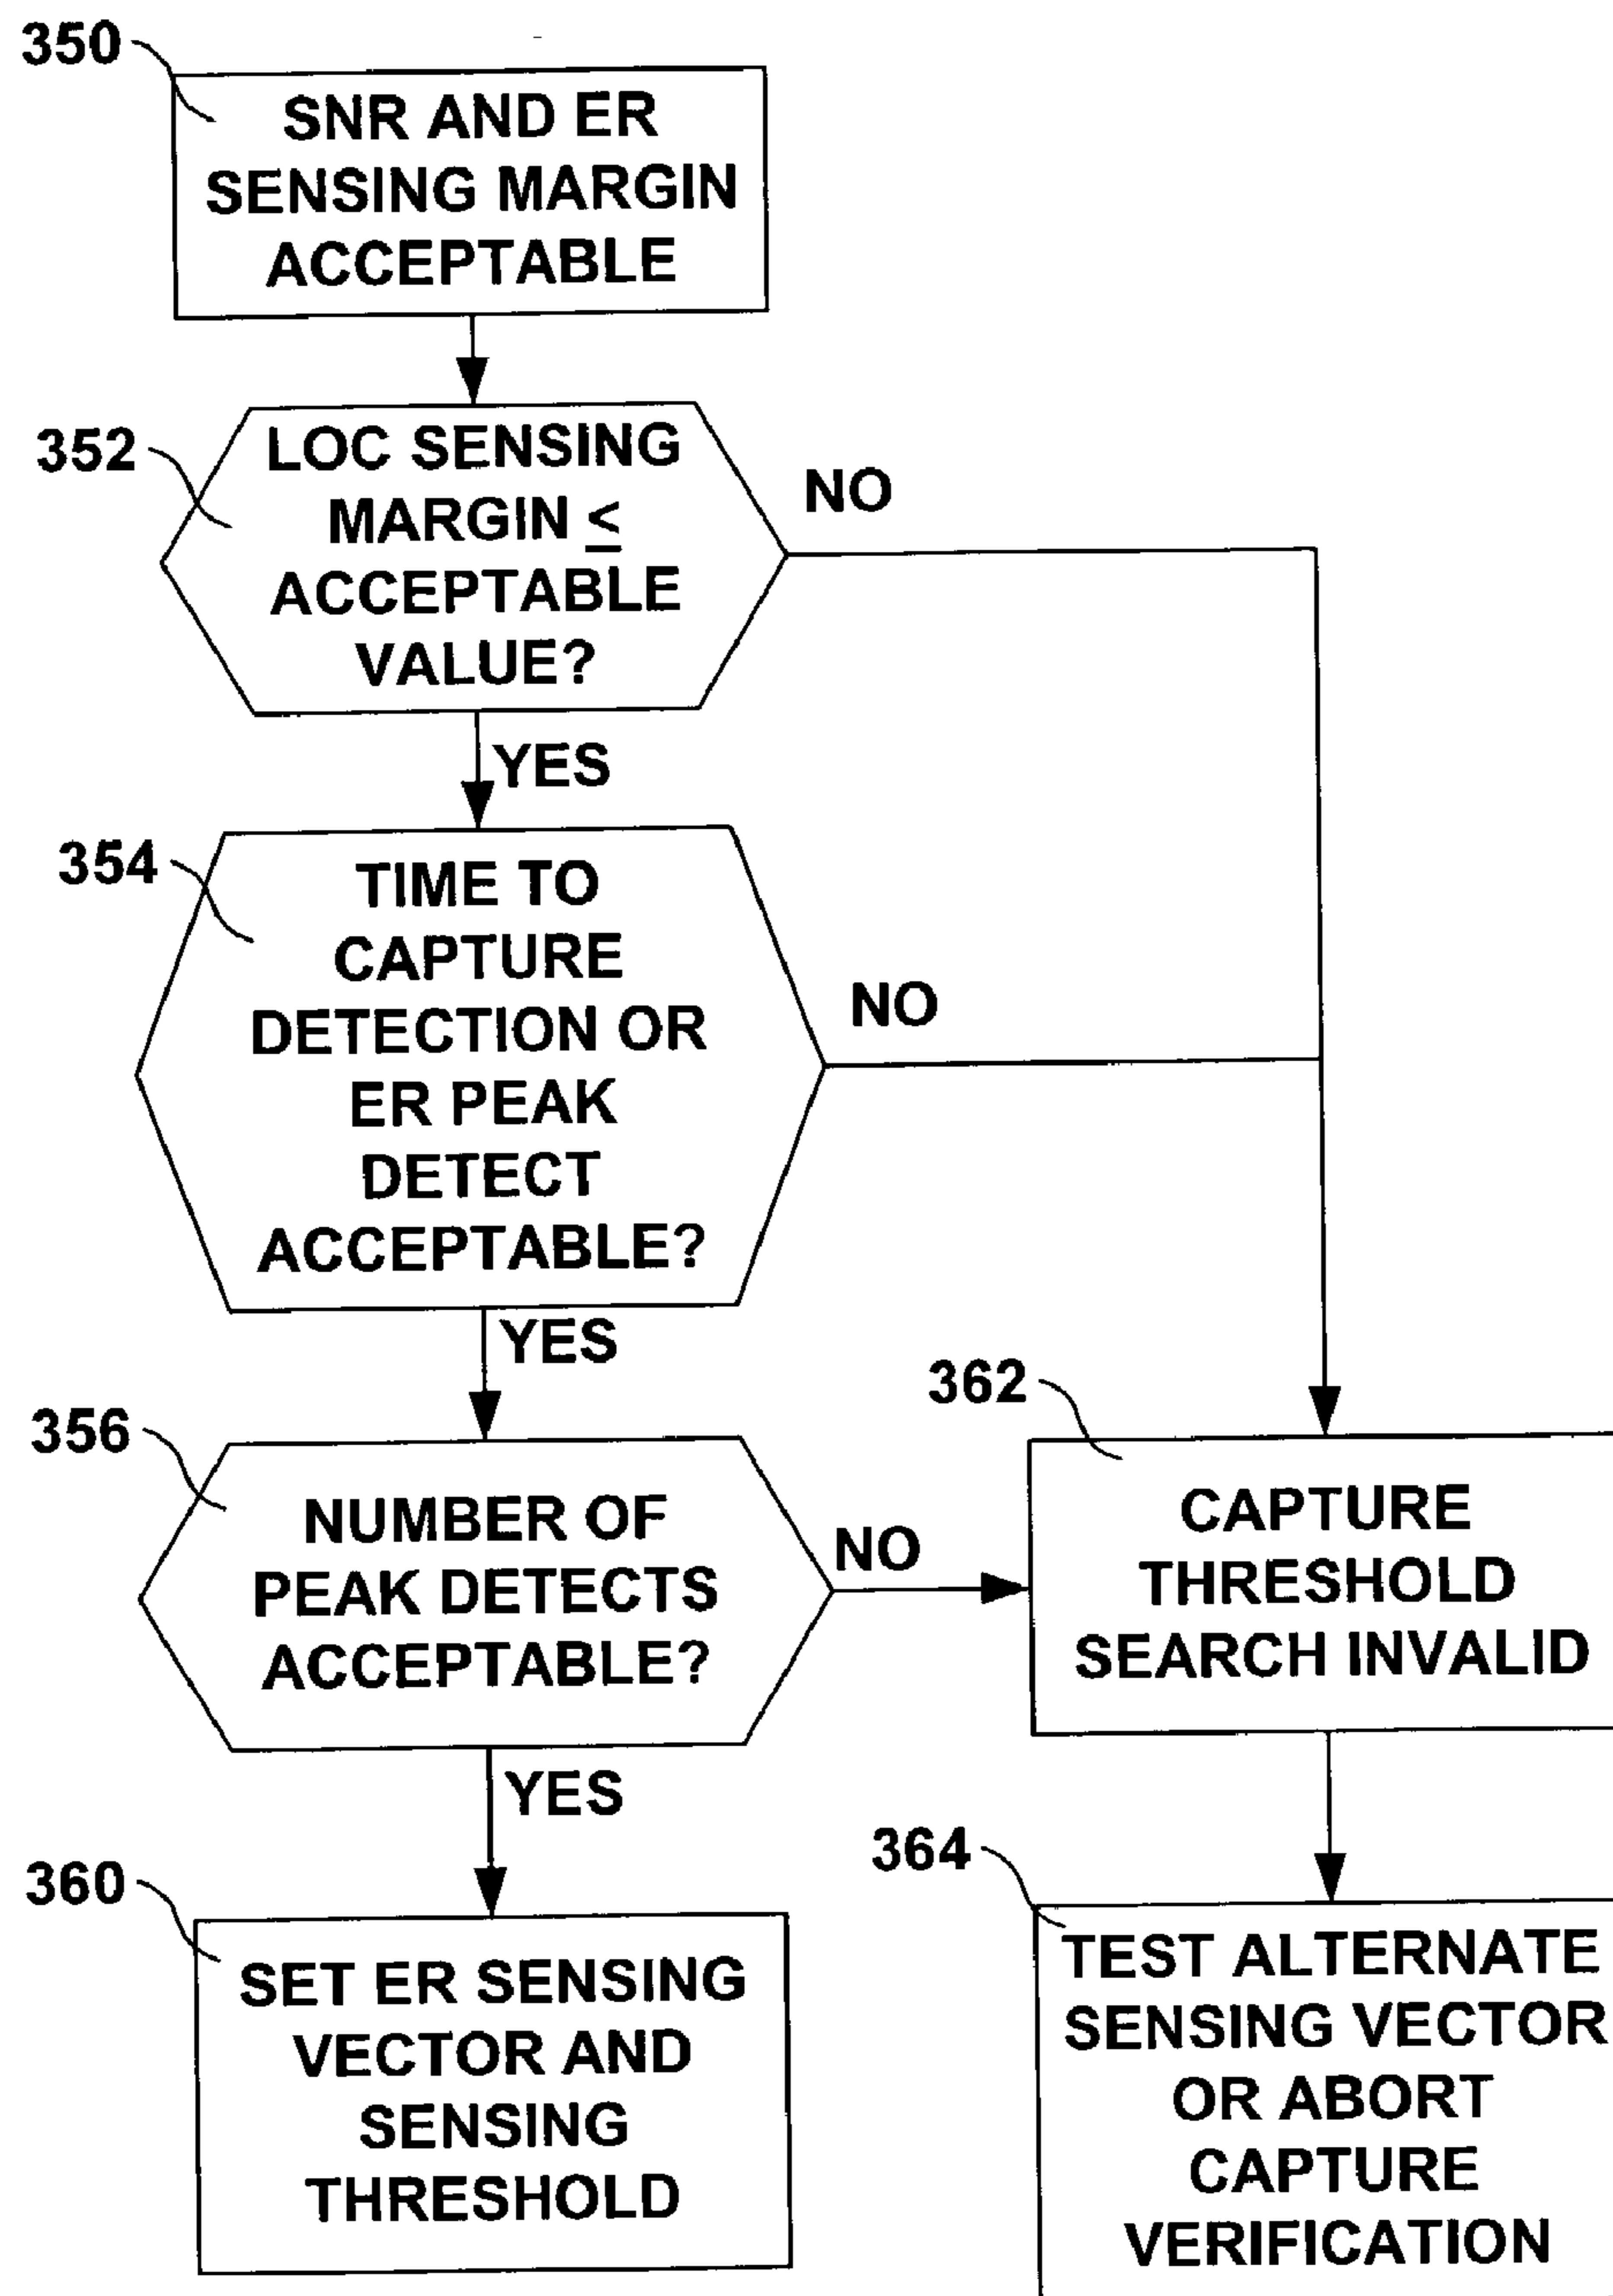 350
SNR AND ER
SENSING MARGIN
ACCEPTABLE
352
LOC SENSING
MARGIN ≤
ACCEPTABLE
VALUE?
NO
YES
354
TIME TO
CAPTURE
DETECTION OR
ER PEAK
DETECT
ACCEPTABLE?
NO
YES
356
NUMBER OF
PEAK DETECTS
ACCEPTABLE?
NO
YES
362
CAPTURE
THRESHOLD
SEARCH INVALID
360
SET ER SENSING
VECTOR AND
SENSING
THRESHOLD
364
TEST ALTERNATE
SENSING VECTOR
OR ABORT
CAPTURE
VERIFICATION